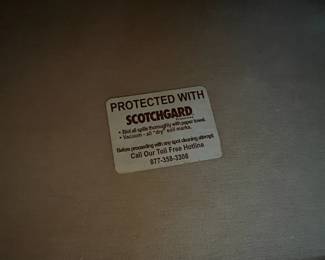 PROTECTED WITH
SCOTCHGARD
• Blot all spills thoroughly with paper towel.
• Vacuum - all "dry" soil marks.
Before proceeding with any spot cleaning attempt
Call Our Toll Free Hotline
877-358-3308